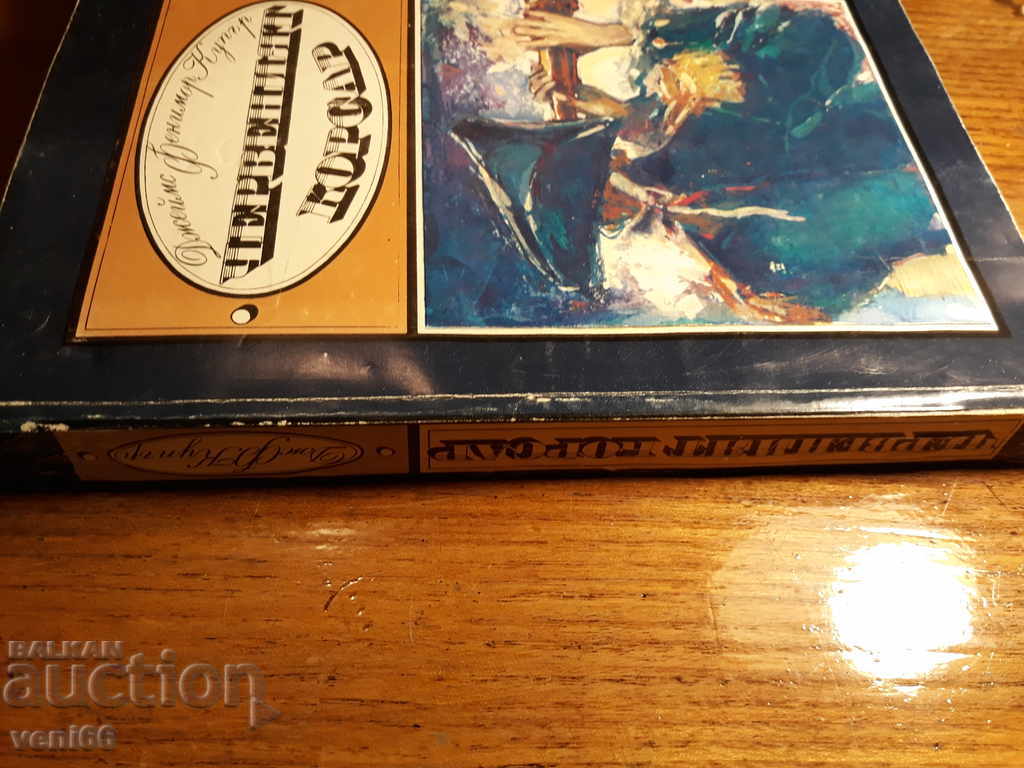 Джеймс Фенимор Купър
ЧЕРВЕНИЯТ
КОРСАР
Дж. Ф. Купър
ЧЕРВЕНИЯТ КОРСАР
BALKAN
auction
veni66